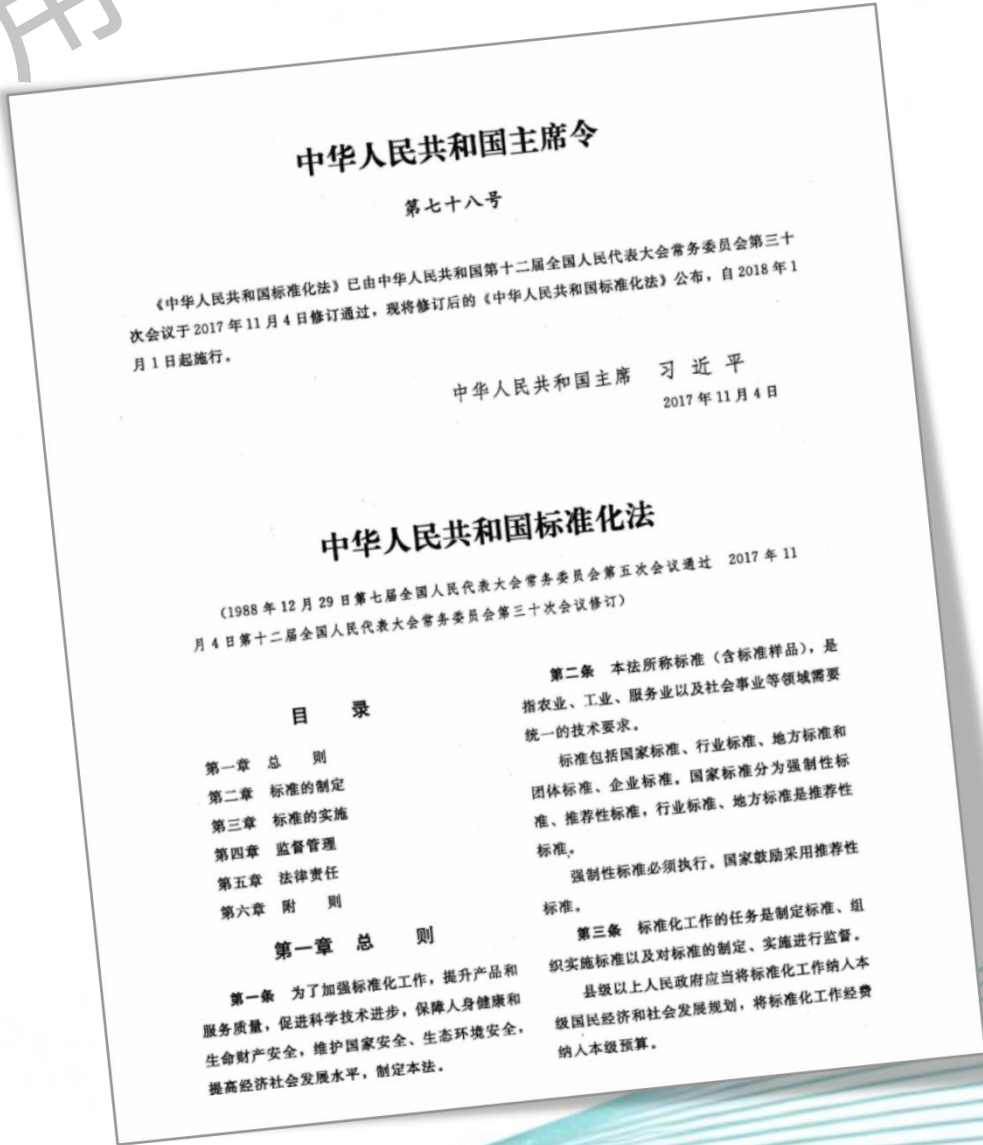 用
中华人民共和国主席令
第七十八号
《中华人民共和国标准化法》已由中华人民共和国第十二届全国人民代表大会常务委员会第三十
次会议于2017年11月4日修订通过，现将修订后的《中华人民共和国标准化法》公布，自2018年1
月1日起施行。
中华人民共和国主席 习近平
2017年11月4日
中华人民共和国标准化法
（1988年12月29日第七届全国人民代表大会常务委员会第五次会议通过 2017年11
月4日第十二届全国人民代表大会常务委员会第三十次会议修订）
目 录
第一章 总 则
第二章 标准的制定
第三章 标准的实施
第四章 监督管理
第五章 法律责任
第六章 附 则
第一章 总 则
第一条 为了加强标准化工作，提升产品和
服务质量，促进科学技术进步，保障人身健康和
生命财产安全，维护国家安全、生态环境安全，
提高经济社会发展水平，制定本法。
第二条 本法所称标准（含标准样品），是
指农业、工业、服务业以及社会事业等领域需要
统一的技术要求。
标准包括国家标准、行业标准、地方标准和
团体标准、企业标准。国家标准分为强制性标
准、推荐性标准，行业标准、地方标准是推荐性
标准。
强制性标准必须执行。国家鼓励采用推荐性
标准。
第三条 标准化工作的任务是制定标准、组
织实施标准以及对标准的制定、实施进行监督。
县级以上人民政府应当将标准化工作纳入本
级国民经济和社会发展规划，将标准化工作经费
纳入本级预算。